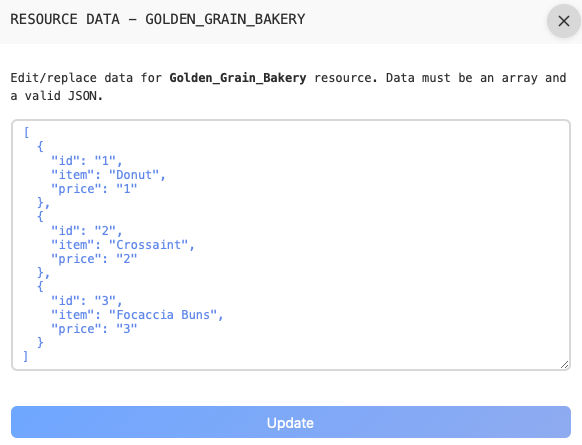 RESOURCE DATA – GOLDEN_GRAIN_BAKERY
Edit/replace data for Golden_Grain_Bakery resource. Data must be an array and
a valid JSON.
[
  {
    "id": "1",
    "item": "Donut",
    "price": "1"
  },
  {
    "id": "2",
    "item": "Crossaint",
    "price": "2"
  },
  {
    "id": "3",
    "item": "Focaccia Buns",
    "price": "3"
  }
]
Update